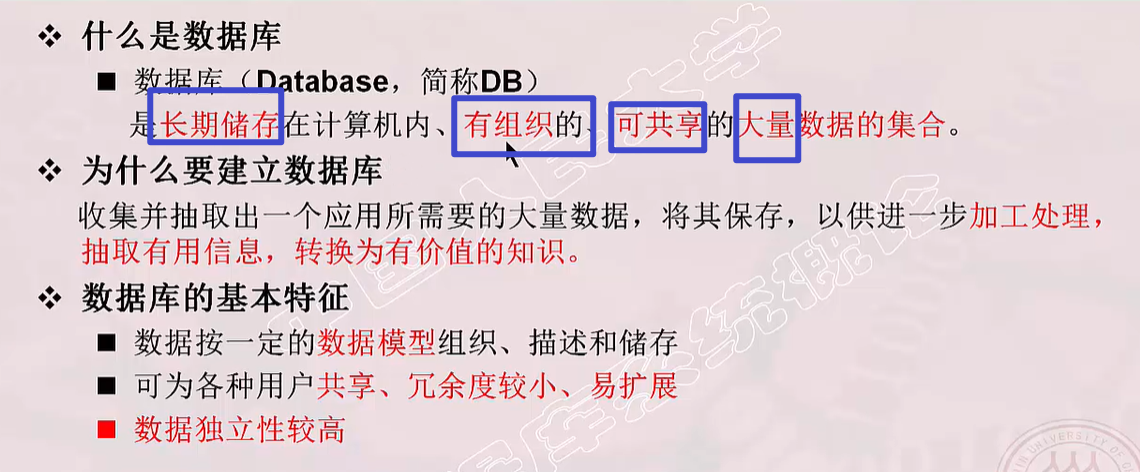 ❖ 什么是数据库
■ 数据库（Database，简称DB）
是长期储存在计算机内、有组织的、可共享的大量数据的集合。
❖ 为什么要建立数据库
收集并抽取出一个应用所需要的大量数据，将其保存，以供进一步加工处理，
抽取有用信息，转换为有价值的知识。
❖ 数据库的基本特征
■ 数据按一定的数据模型组织、描述和储存
■ 可为各种用户共享、冗余度较小、易扩展
■ 数据独立性较高